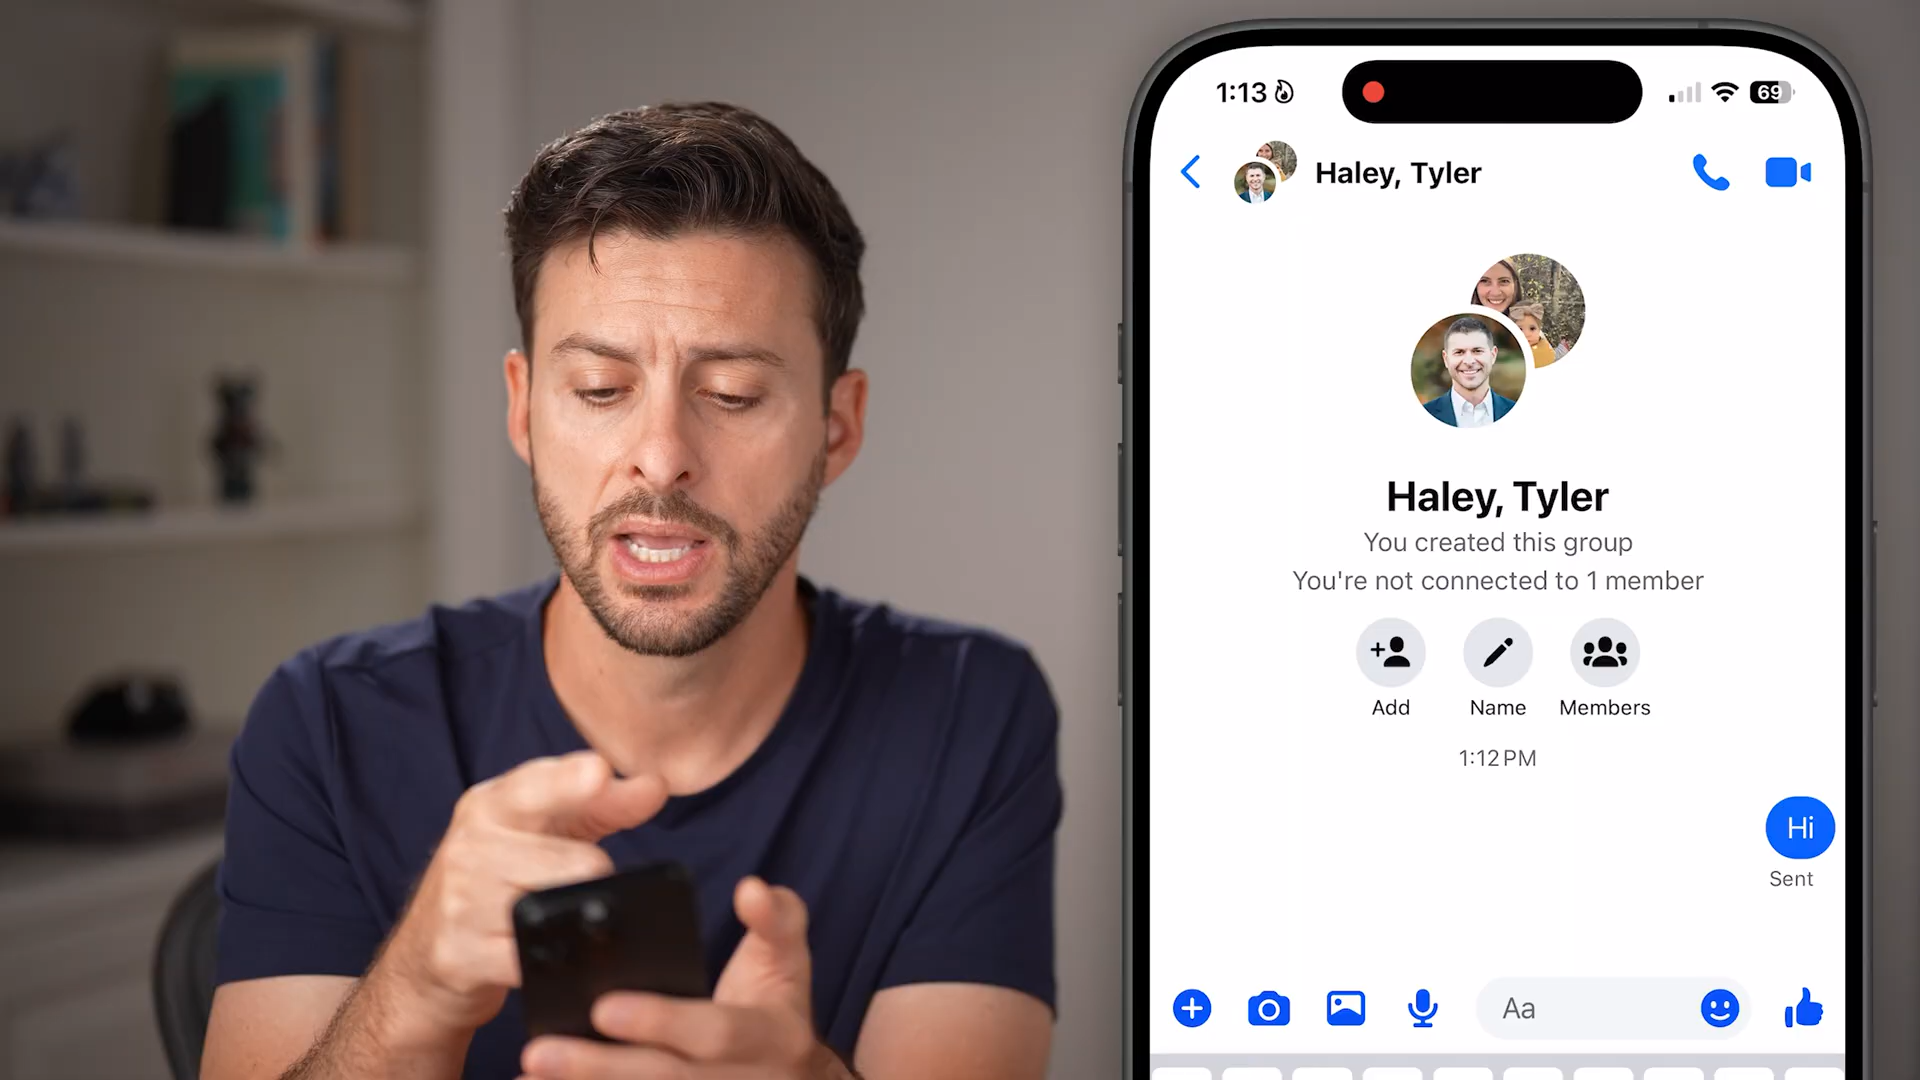 1:13
69
Haley, Tyler
Haley, Tyler
You created this group
You're not connected to 1 member
Add
Name
Members
1:12 PM
Hi
Sent
Aa